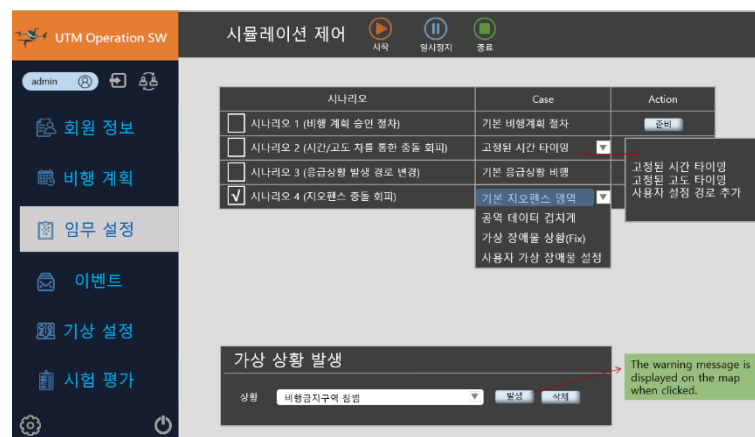 UTM Operation SW
시뮬레이션 제어
시작
일시정지
종료
admin
회원 정보
비행 계획
임무 설정
이벤트
기상 설정
시험 평가
시나리오 Case Action
시나리오 1 (비행 계획 승인 절차) 기본 비행계획 절차 준비
시나리오 2 (시간/고도 차를 통한 충돌 회피) 고정된 시간 타이밍
시나리오 3 (응급상황 발생 경로 변경) 기본 응급상황 비행
시나리오 4 (지오펜스 충돌 회피) 기본 지오펜스 영역
공역 데이터 겹치게
가상 장애물 상황(Fix)
사용자 가상 장애물 설정
고정된 시간 타이밍
고정된 고도 타이밍
사용자 설정 경로 추가
가상 상황 발생
상황 비행금지구역 침범 발생 삭제
The warning message is
displayed on the map
when clicked.